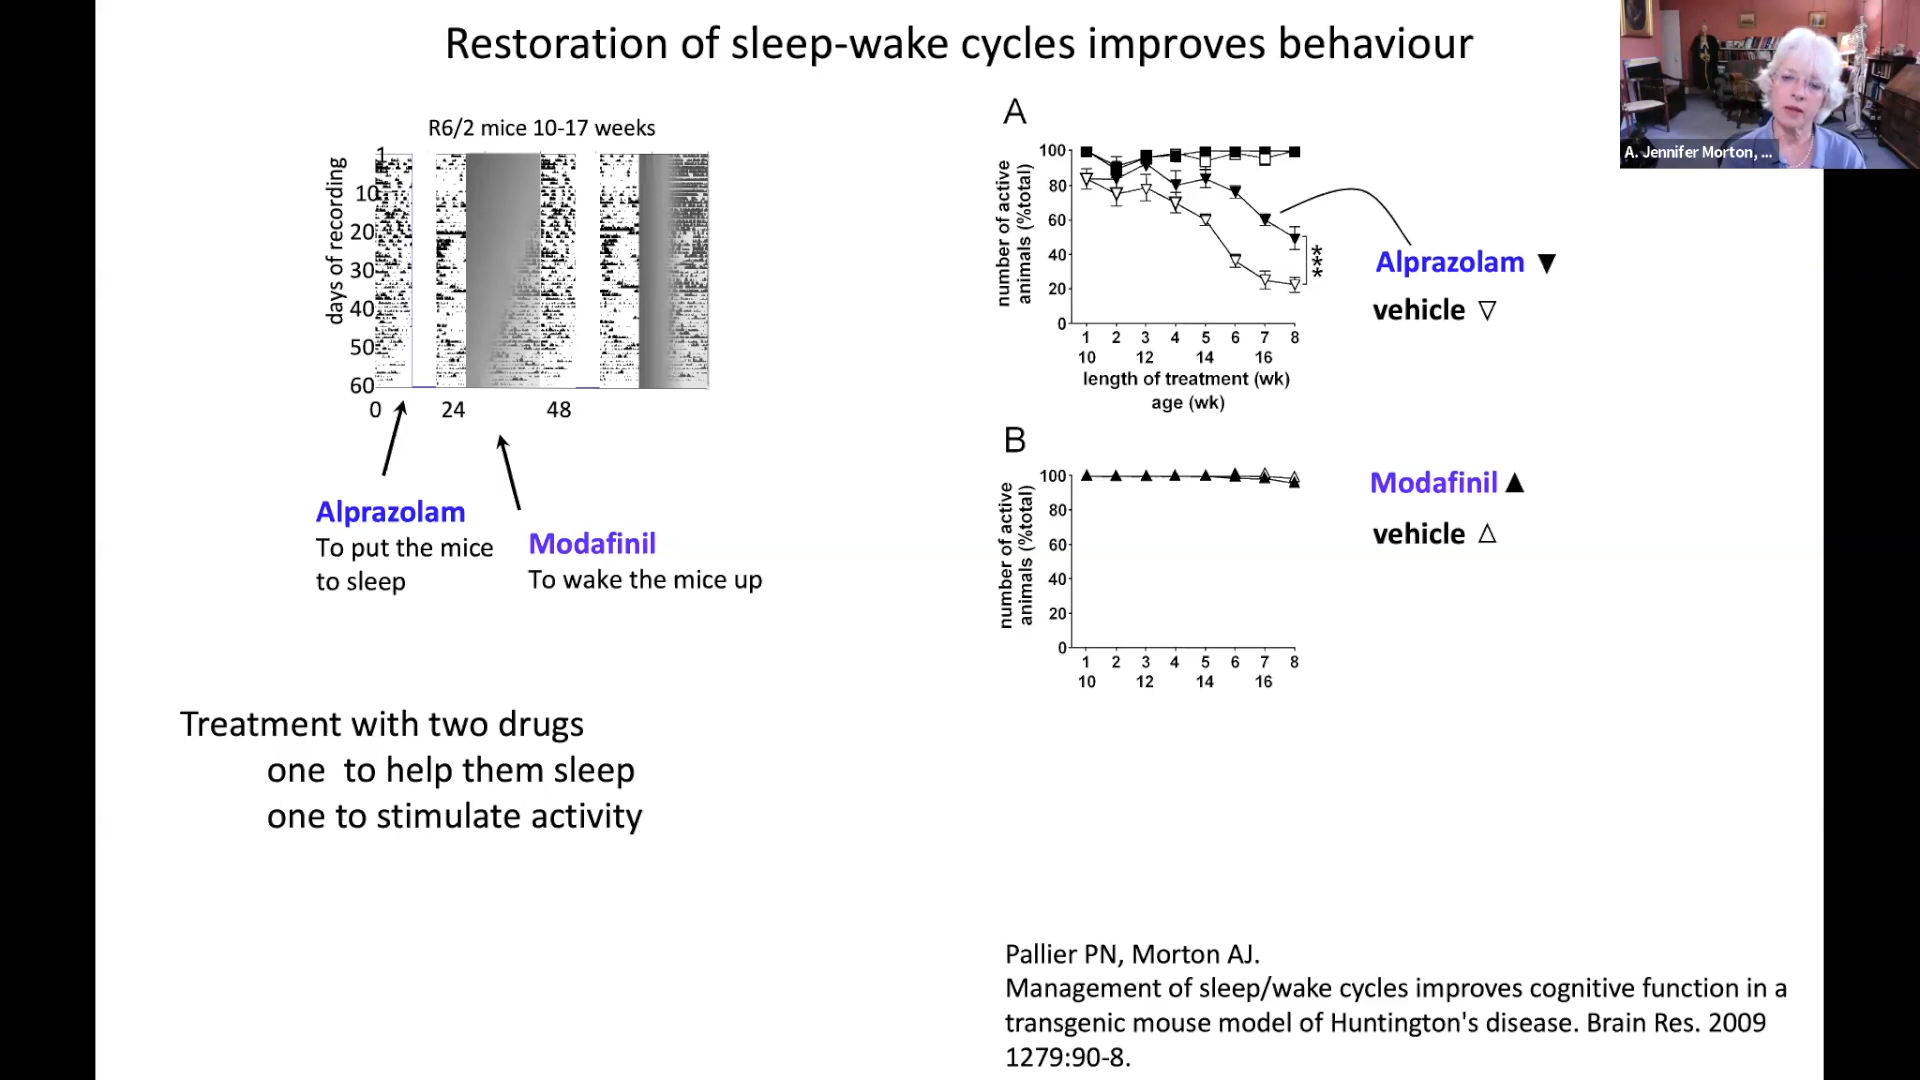 Restoration of sleep-wake cycles improves behaviour
A. Jennifer Morton, ...
R6/2 mice 10-17 weeks
days of recording
1
10
20
30
40
50
60
0 24 48
Alprazolam
To put the mice
to sleep
Modafinil
To wake the mice up
Treatment with two drugs
one to help them sleep
one to stimulate activity
A
number of active
animals (%total)
100
80
60
40
20
0
1 2 3 4 5 6 7 8
10 12 14 16
length of treatment (wk)
age (wk)
***
Alprazolam ▼
vehicle ▽
B
number of active
animals (%total)
100
80
60
40
20
0
1 2 3 4 5 6 7 8
10 12 14 16
Modafinil ▲
vehicle △
Pallier PN, Morton AJ.
Management of sleep/wake cycles improves cognitive function in a
transgenic mouse model of Huntington's disease. Brain Res. 2009
1279:90-8.